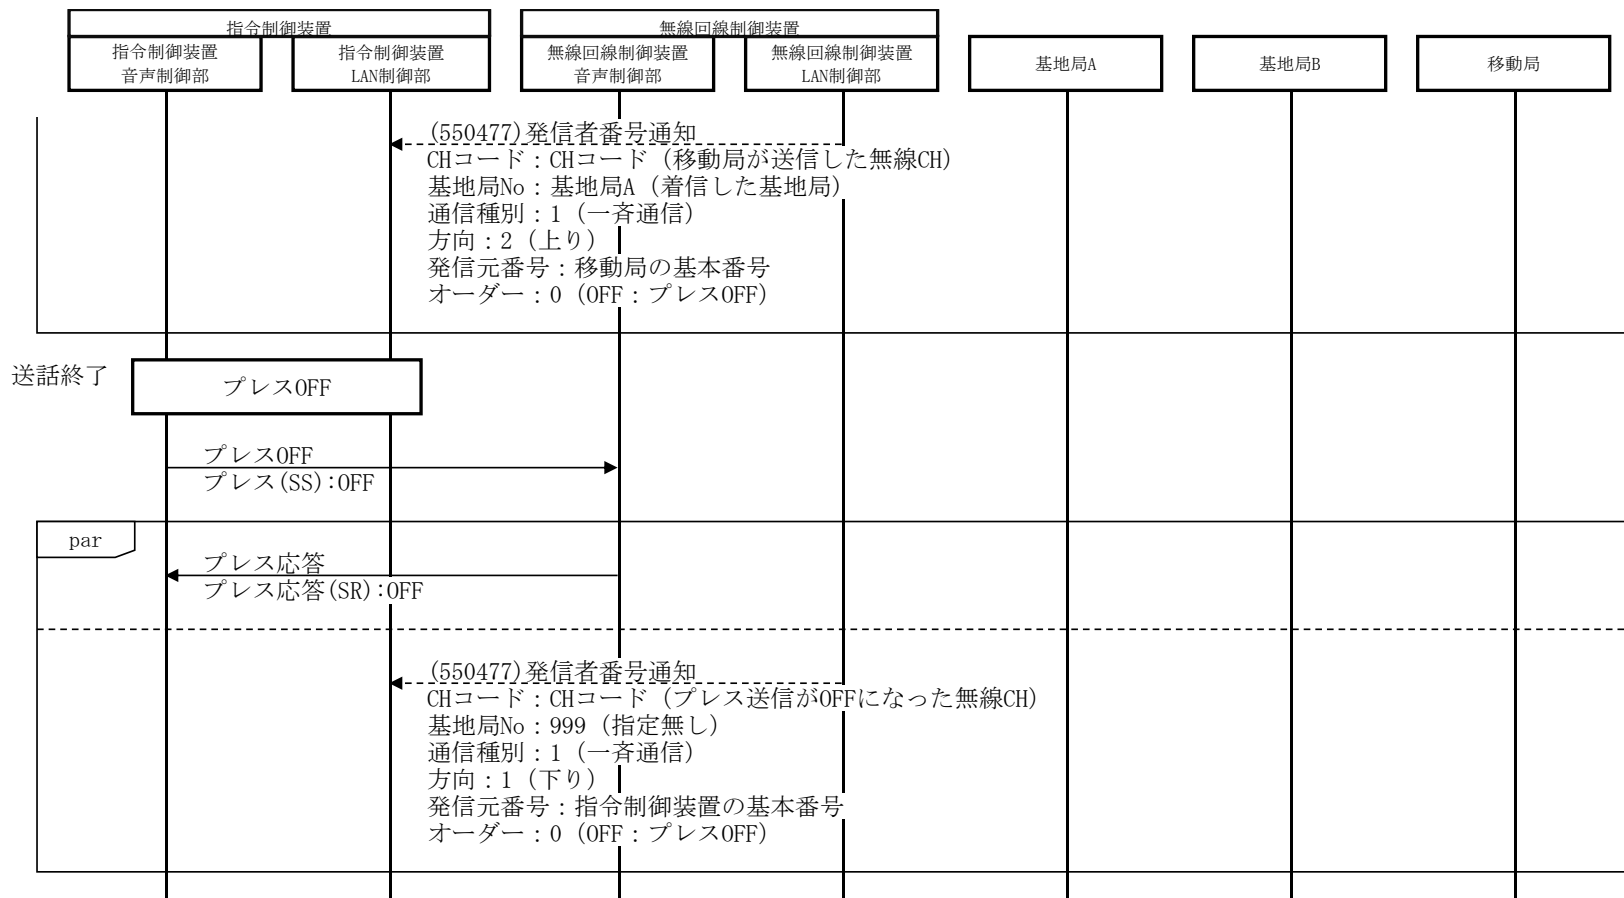 指令制御装置
無線回線制御装置
指令制御装置
音声制御部
指令制御装置
LAN制御部
無線回線制御装置
音声制御部
無線回線制御装置
LAN制御部
基地局A
基地局B
移動局
(550477)発信者番号通知
CHコード：CHコード（移動局が送信した無線CH）
基地局No：基地局A（着信した基地局）
通信種別：1（一斉通信）
方向：2（上り）
発信元番号：移動局の基本番号
オーダー：0（OFF：プレスOFF）
送話終了
プレスOFF
プレスOFF
プレス(SS):OFF
par
プレス応答
プレス応答(SR):OFF
(550477)発信者番号通知
CHコード：CHコード（プレス送信がOFFになった無線CH）
基地局No：999（指定無し）
通信種別：1（一斉通信）
方向：1（下り）
発信元番号：指令制御装置の基本番号
オーダー：0（OFF：プレスOFF）